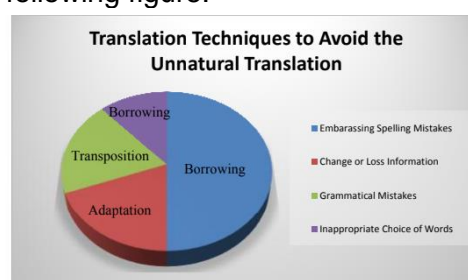 following figure.
Translation Techniques to Avoid the
Unnatural Translation
Borrowing
Transposition
Borrowing
Adaptation
Embarassing Spelling Mistakes
Change or Loss Information
Grammatical Mistakes
Inappropriate Choice of Words